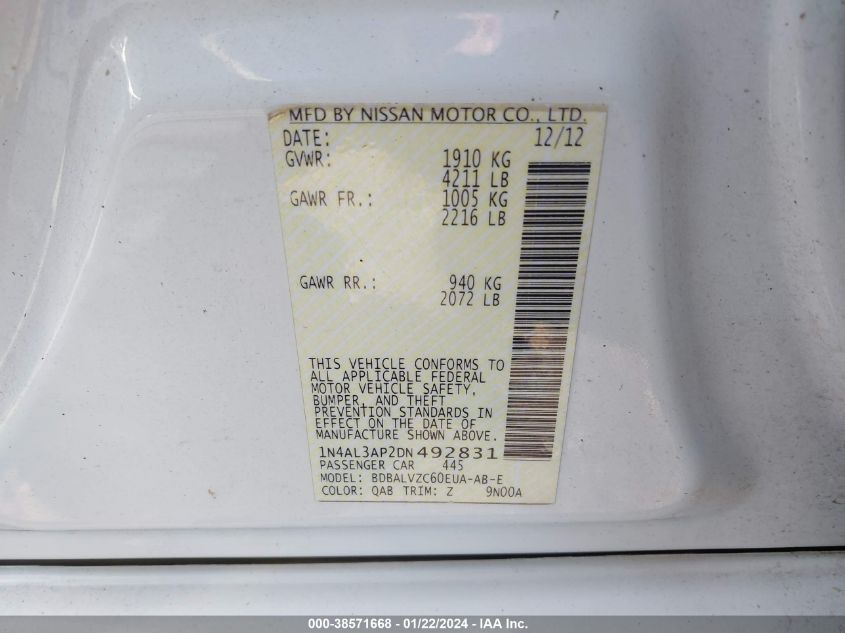 MFD BY NISSAN MOTOR CO., LTD.
DATE: 12/12
GVWR: 1910 KG
4211 LB
GAWR FR.: 1005 KG
2216 LB
GAWR RR.: 940 KG
2072 LB
THIS VEHICLE CONFORMS TO
ALL APPLICABLE FEDERAL
MOTOR VEHICLE SAFETY,
BUMPER, AND THEFT
PREVENTION STANDARDS IN
EFFECT ON THE DATE OF
MANUFACTURE SHOWN ABOVE.
1N4AL3AP2DN492831
PASSENGER CAR 445
MODEL: BDBALVZC60EUA-AB-E
COLOR: QAB TRIM: Z 9N00A
000-38571668 - 01/22/2024 - IAA Inc.